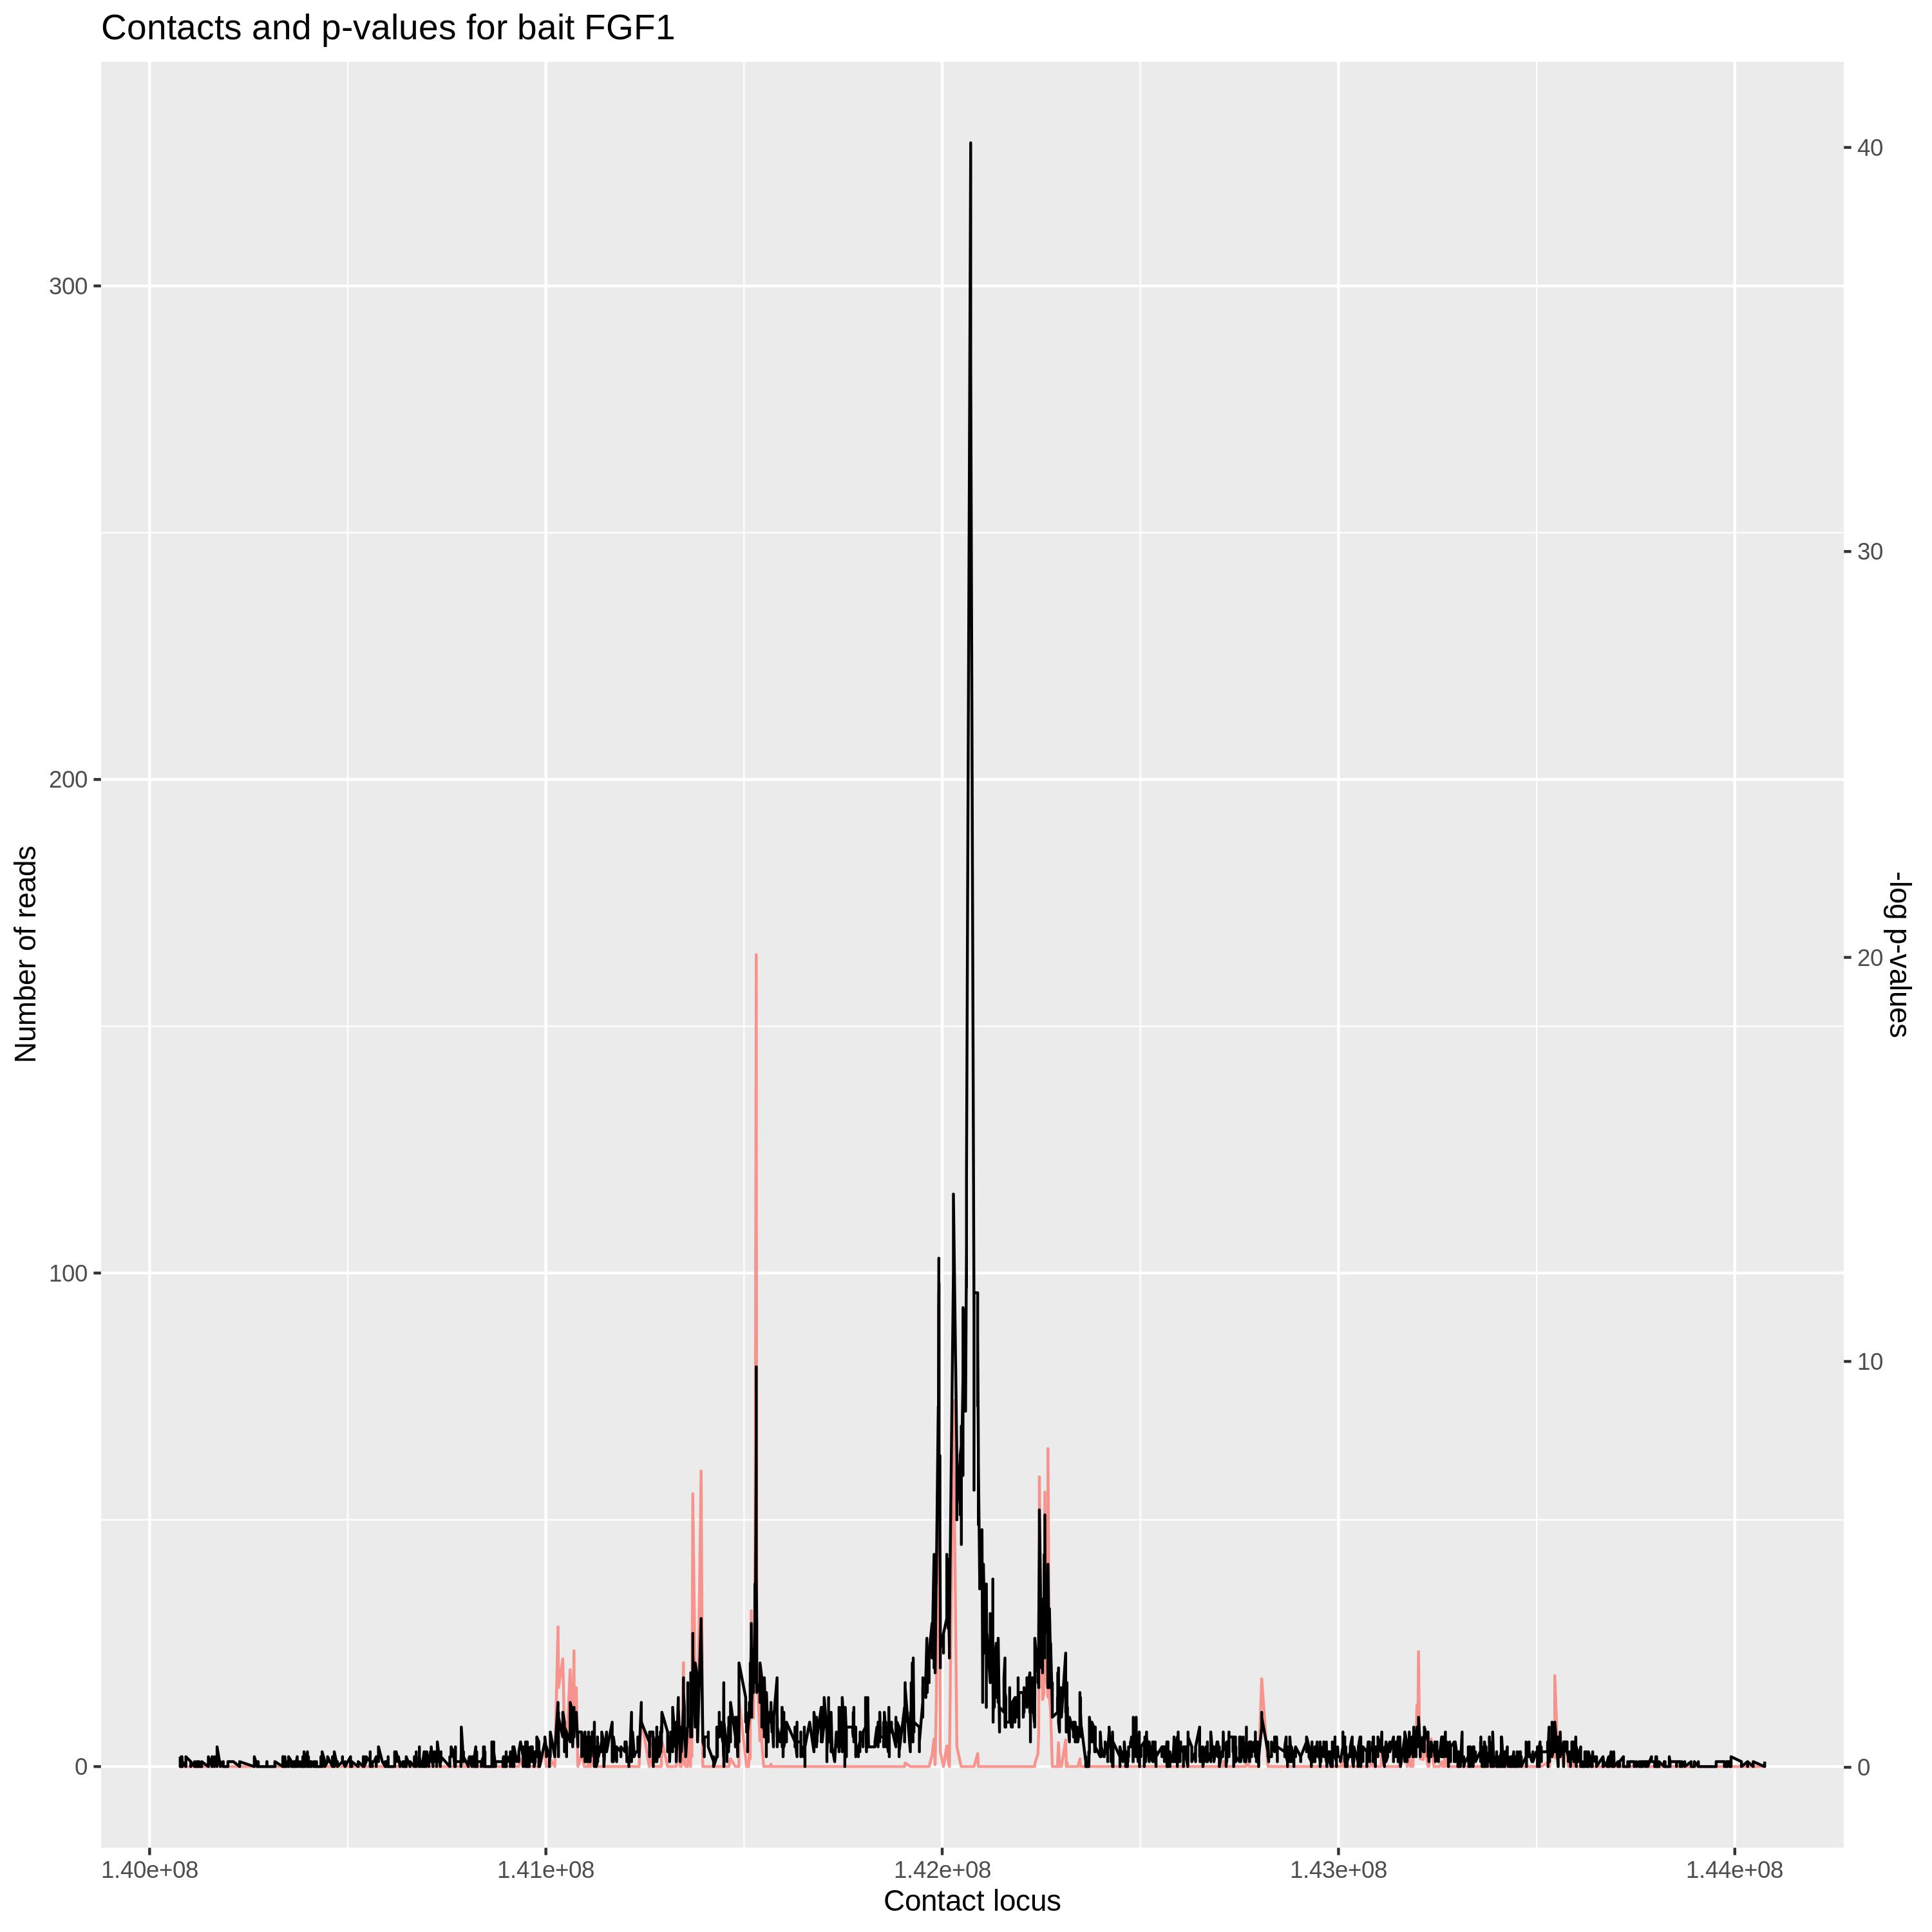 Contacts and p-values for bait FGF1
Number of reads
300
200
100
0
40
30
20
10
0
-log p-values
1.40e+08 1.41e+08 1.42e+08 1.43e+08 1.44e+08
Contact locus